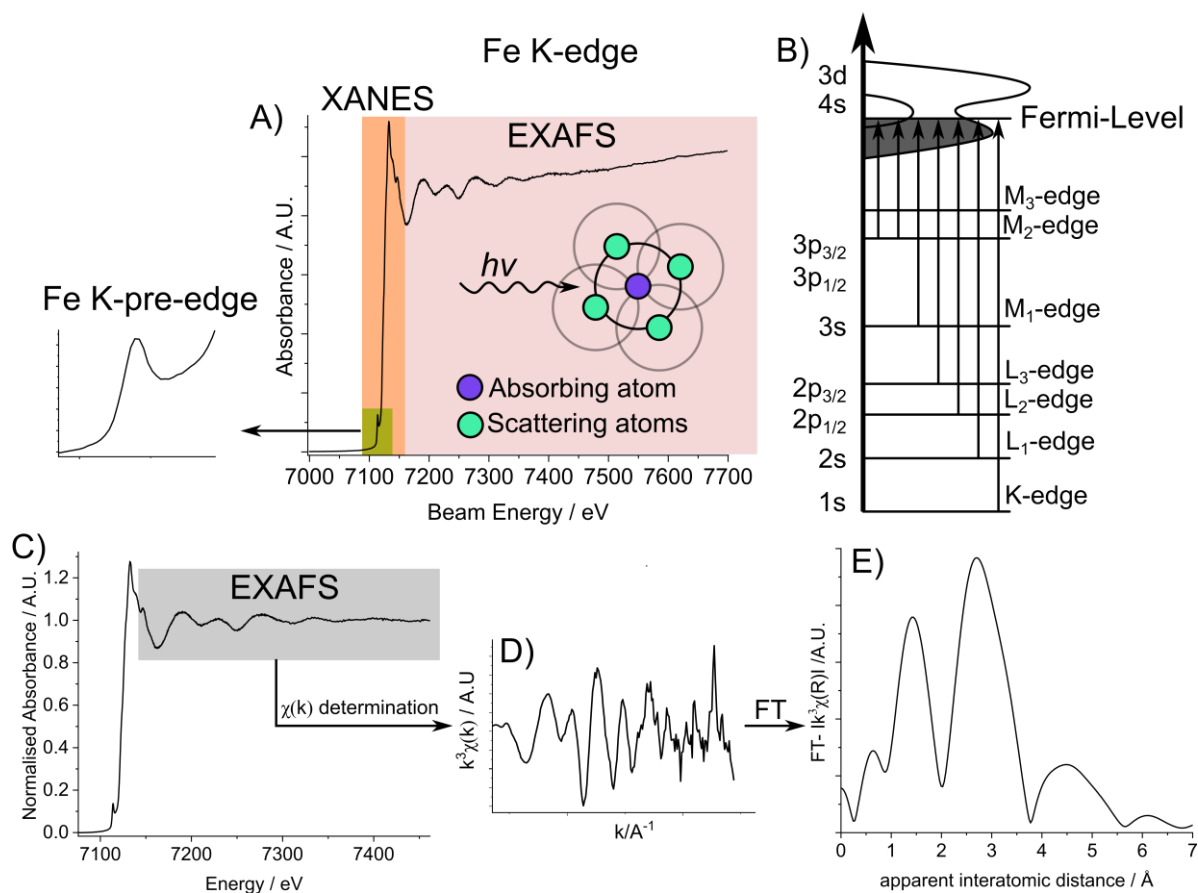 Fe K-edge
XANES
A)
EXAFS
hν
Absorbing atom
Scattering atoms
Absorbance / A.U.
7000 7100 7200 7300 7400 7500 7600 7700
Beam Energy / eV
Fe K-pre-edge
B)
3d
4s
Fermi-Level
M3-edge
M2-edge
3p3/2
3p1/2
M1-edge
3s
L3-edge
2p3/2
L2-edge
2p1/2
L1-edge
2s
K-edge
1s
C)
EXAFS
Normalised Absorbance / A.U.
1.2
1.0
0.8
0.6
0.4
0.2
0.0
7100 7200 7300 7400
Energy / eV
χ(k) determination
D)
k³χ(k) / A.U
k/A⁻¹
FT
E)
FT- |k³χ(R)| /A.U.
0 1 2 3 4 5 6 7
apparent interatomic distance / Å